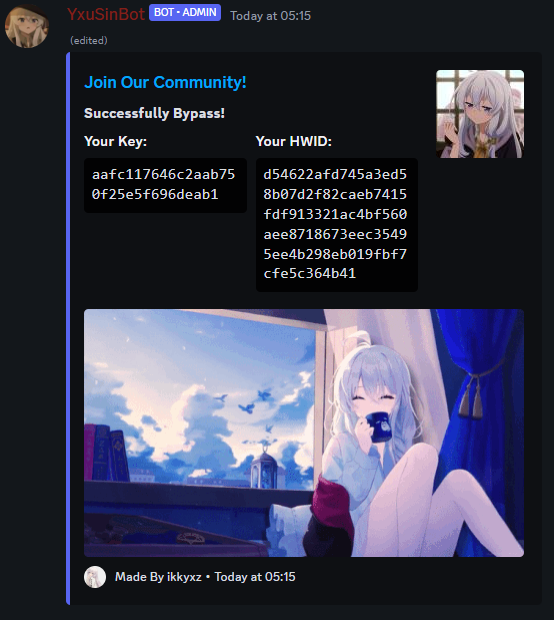 YxuSinBot BOT - ADMIN Today at 05:15
(edited)
Join Our Community!
Successfully Bypass!
Your Key:
aafc117646c2aab75
0f25e5f696deab1
Your HWID:
d54622afd745a3ed5
8b07d2f82caeb7415
fdf913321ac4bf560
aee8718673eec3549
5ee4b298eb019fbf7
cfe5c364b41
Made By ikkyxz • Today at 05:15